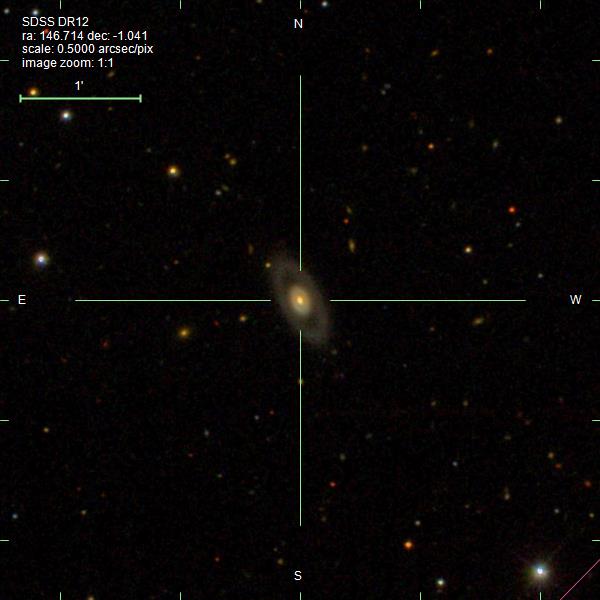 SDSS DR12
ra: 146.714 dec: -1.041
scale: 0.5000 arcsec/pix
image zoom: 1:1
1'
N
E
W
S